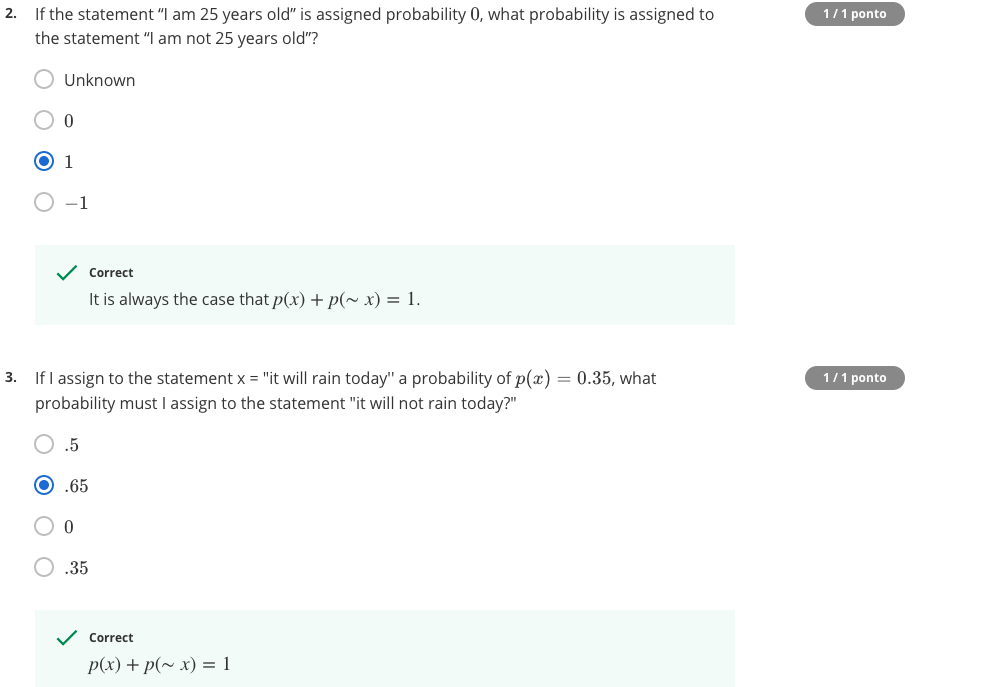 2. If the statement “I am 25 years old” is assigned probability 0, what probability is assigned to 1 / 1 ponto
the statement “I am not 25 years old”?
Unknown
0
1
−1
Correct
It is always the case that p(x) + p(∼ x) = 1.
3. If I assign to the statement x = "it will rain today'' a probability of p(x) = 0.35, what 1 / 1 ponto
probability must I assign to the statement "it will not rain today?"
.5
.65
0
.35
Correct
p(x) + p(∼ x) = 1